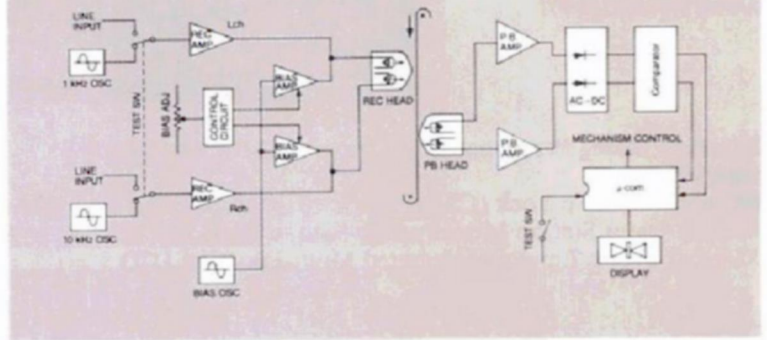 LINE
INPUT
1 kHz OSC
REC
AMP
Lch
TEST S/W
BIAS ADJ
CONTROL
CIRCUIT
BIAS
AMP
BIAS
AMP
REC HEAD
LINE
INPUT
10 kHz OSC
REC
AMP
Rch
BIAS OSC
PB HEAD
PB
AMP
PB
AMP
AC-DC
Comparator
MECHANISM CONTROL
μ-com
TEST S/W
DISPLAY